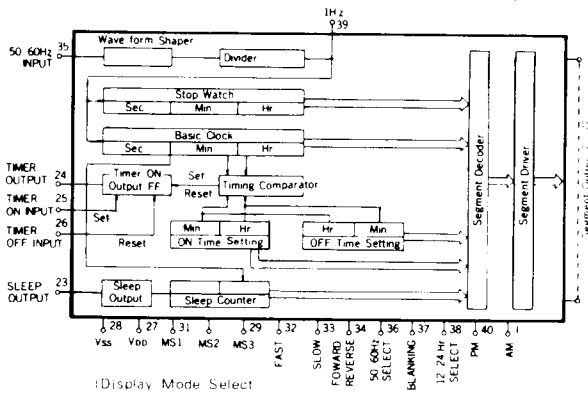 1Hz
39
50 60Hz
INPUT
35
Wave form Shaper
Divider
Stop Watch
Sec Min Hr
Basic Clock
Sec Min Hr
TIMER
OUTPUT
24
Timer ON
Output FF
Set
Reset
Timing Comparator
TIMER
ON INPUT
25
Set
TIMER
OFF INPUT
26
Reset
Min Hr
ON Time Setting
Hr Min
OFF Time Setting
SLEEP
OUTPUT
23
Sleep
Output
Sleep Counter
Segment Decoder
Segment Driver
28
Vss
27
VDD
31
MS1
MS2
29
MS3
32
FAST
33
SLOW
34
FOWARD
REVERSE
36
50 60Hz
SELECT
37
BLANKING
38
12 24 Hr
SELECT
40
PM
1
AM
(Display Mode Select